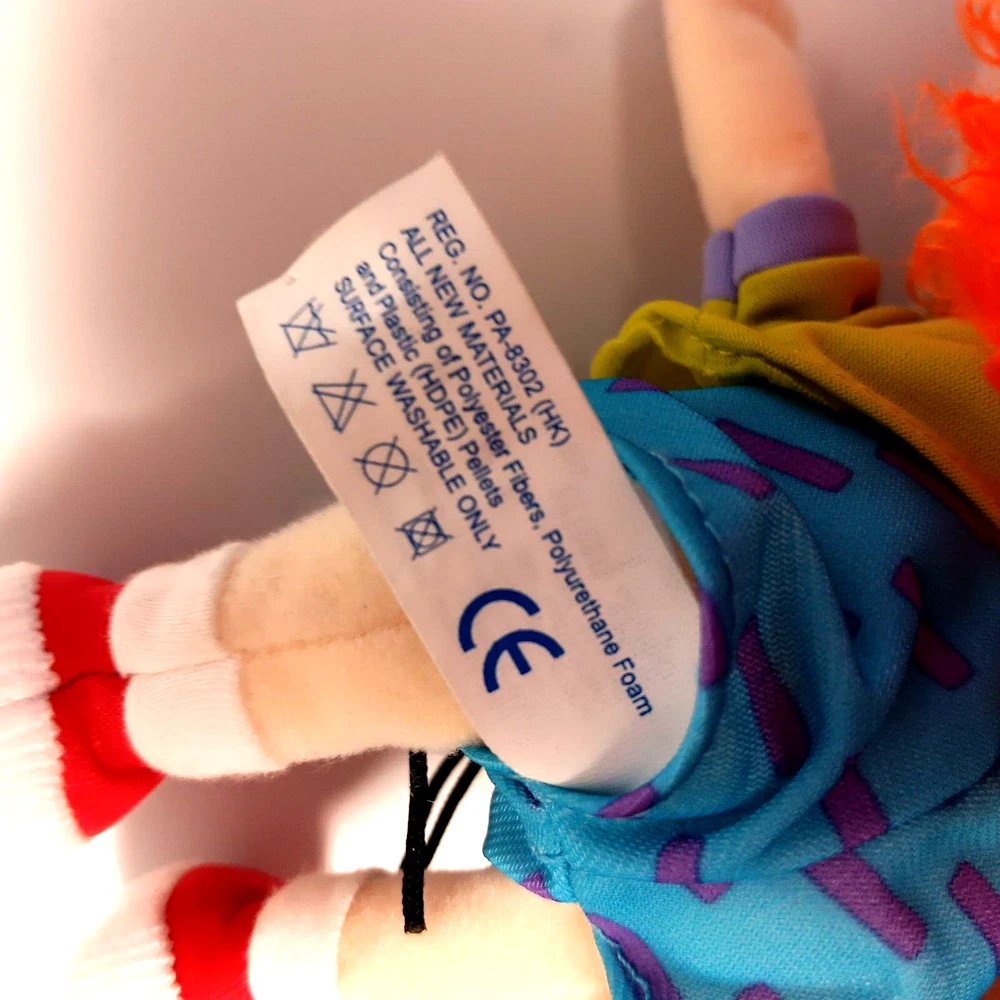 REG. NO. PA-8302 (HK)
ALL NEW MATERIALS
Consisting of Polyester Fibers, Polyurethane Foam
and Plastic (HDPE) Pellets
SURFACE WASHABLE ONLY
CE